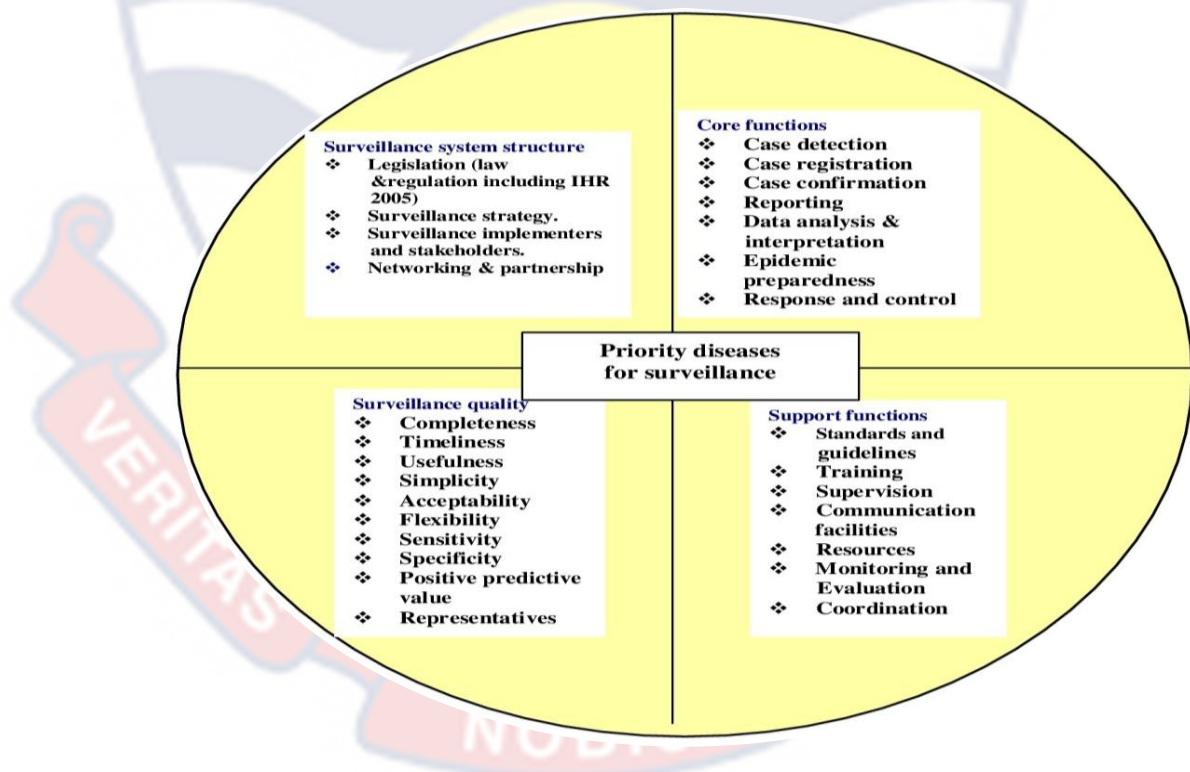 Surveillance system structure
❖ Legislation (law
&regulation including IHR
2005)
❖ Surveillance strategy.
❖ Surveillance implementers
and stakeholders.
❖ Networking & partnership
Core functions
❖ Case detection
❖ Case registration
❖ Case confirmation
❖ Reporting
❖ Data analysis &
interpretation
❖ Epidemic
preparedness
❖ Response and control
Priority diseases
for surveillance
Surveillance quality
❖ Completeness
❖ Timeliness
❖ Usefulness
❖ Simplicity
❖ Acceptability
❖ Flexibility
❖ Sensitivity
❖ Specificity
❖ Positive predictive
value
❖ Representatives
Support functions
❖ Standards and
guidelines
❖ Training
❖ Supervision
❖ Communication
facilities
❖ Resources
❖ Monitoring and
Evaluation
❖ Coordination
VERITAS